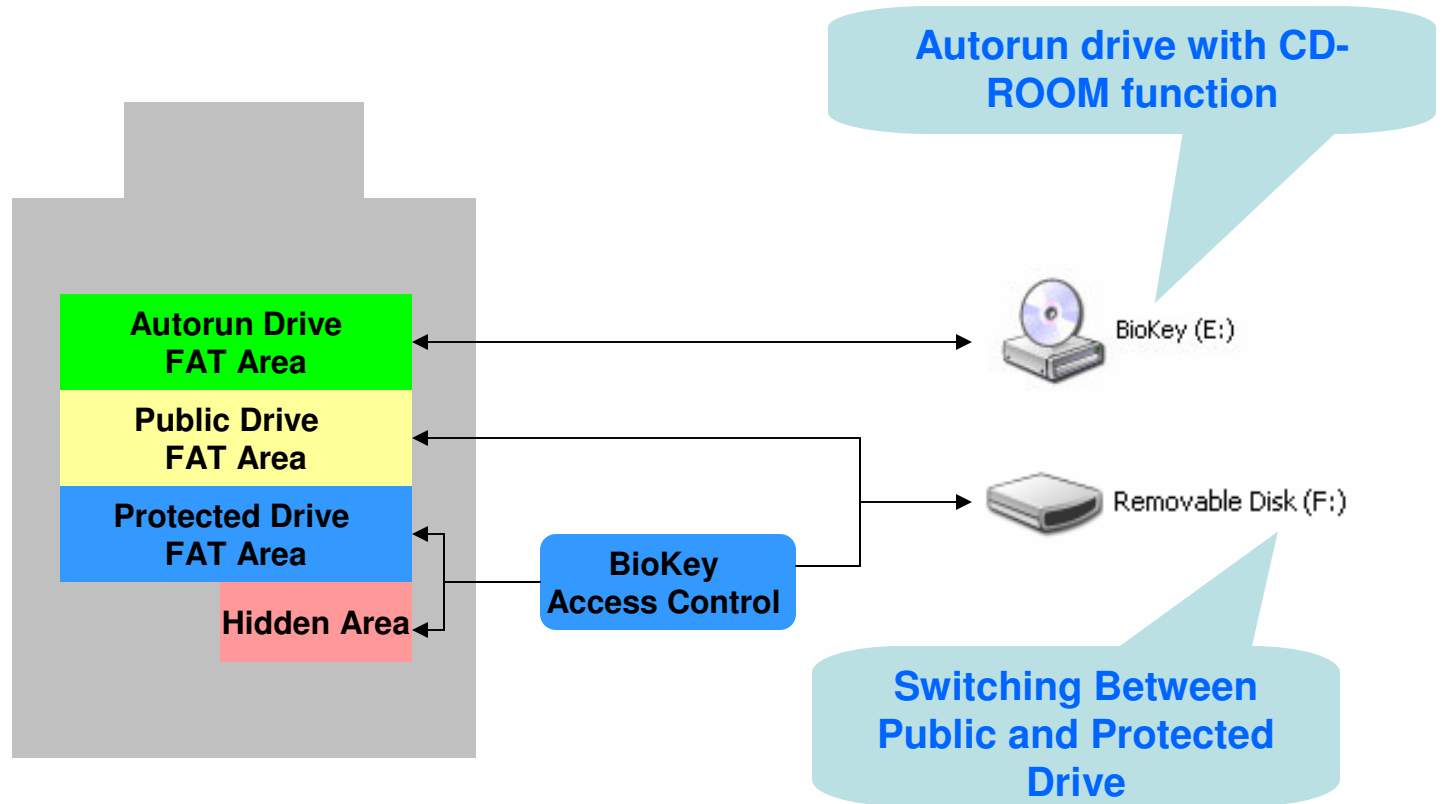 Autorun drive with CD-
ROOM function
Autorun Drive
FAT Area
BioKey (E:)
Public Drive
FAT Area
Removable Disk (F:)
Protected Drive
FAT Area
BioKey
Access Control
Hidden Area
Switching Between
Public and Protected
Drive